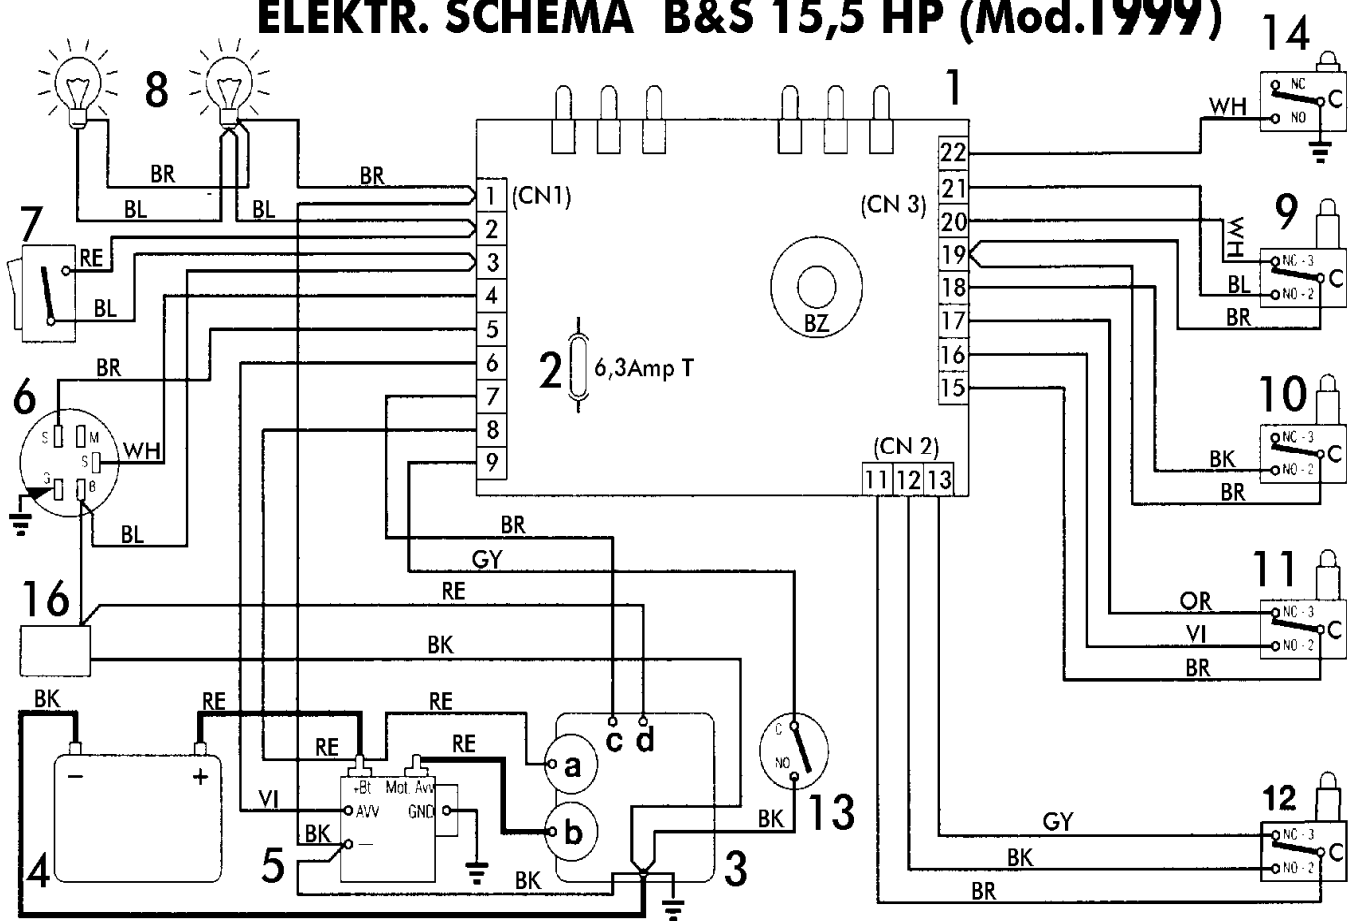 ELEKTR. SCHEMA B&S 15,5 HP (Mod.1999)
14
8
1
NC
C
NO
WH
22
BR
BR
1
(CN1)
21
(CN 3)
BL
BL
7
2
20
WH
9
RE
3
19
NC - 3
C
BL
NO - 2
BL
4
18
BZ
BR
5
17
2
6,3Amp T
6
16
BR
7
15
6
10
S
M
8
NC - 3
C
NO - 2
WH
S
9
(CN 2)
BK
G
B
11
12
13
BR
BL
BR
GY
11
16
RE
OR
NC - 3
C
VI
NO - 2
BK
BR
BK
RE
RE
c
d
C
RE
RE
a
NO
−
+
+Bt
Mot. Avv
12
VI
AVV
GND
13
BK
GY
NC - 3
C
BK
−
b
BK
NO - 2
4
5
3
BK
BR